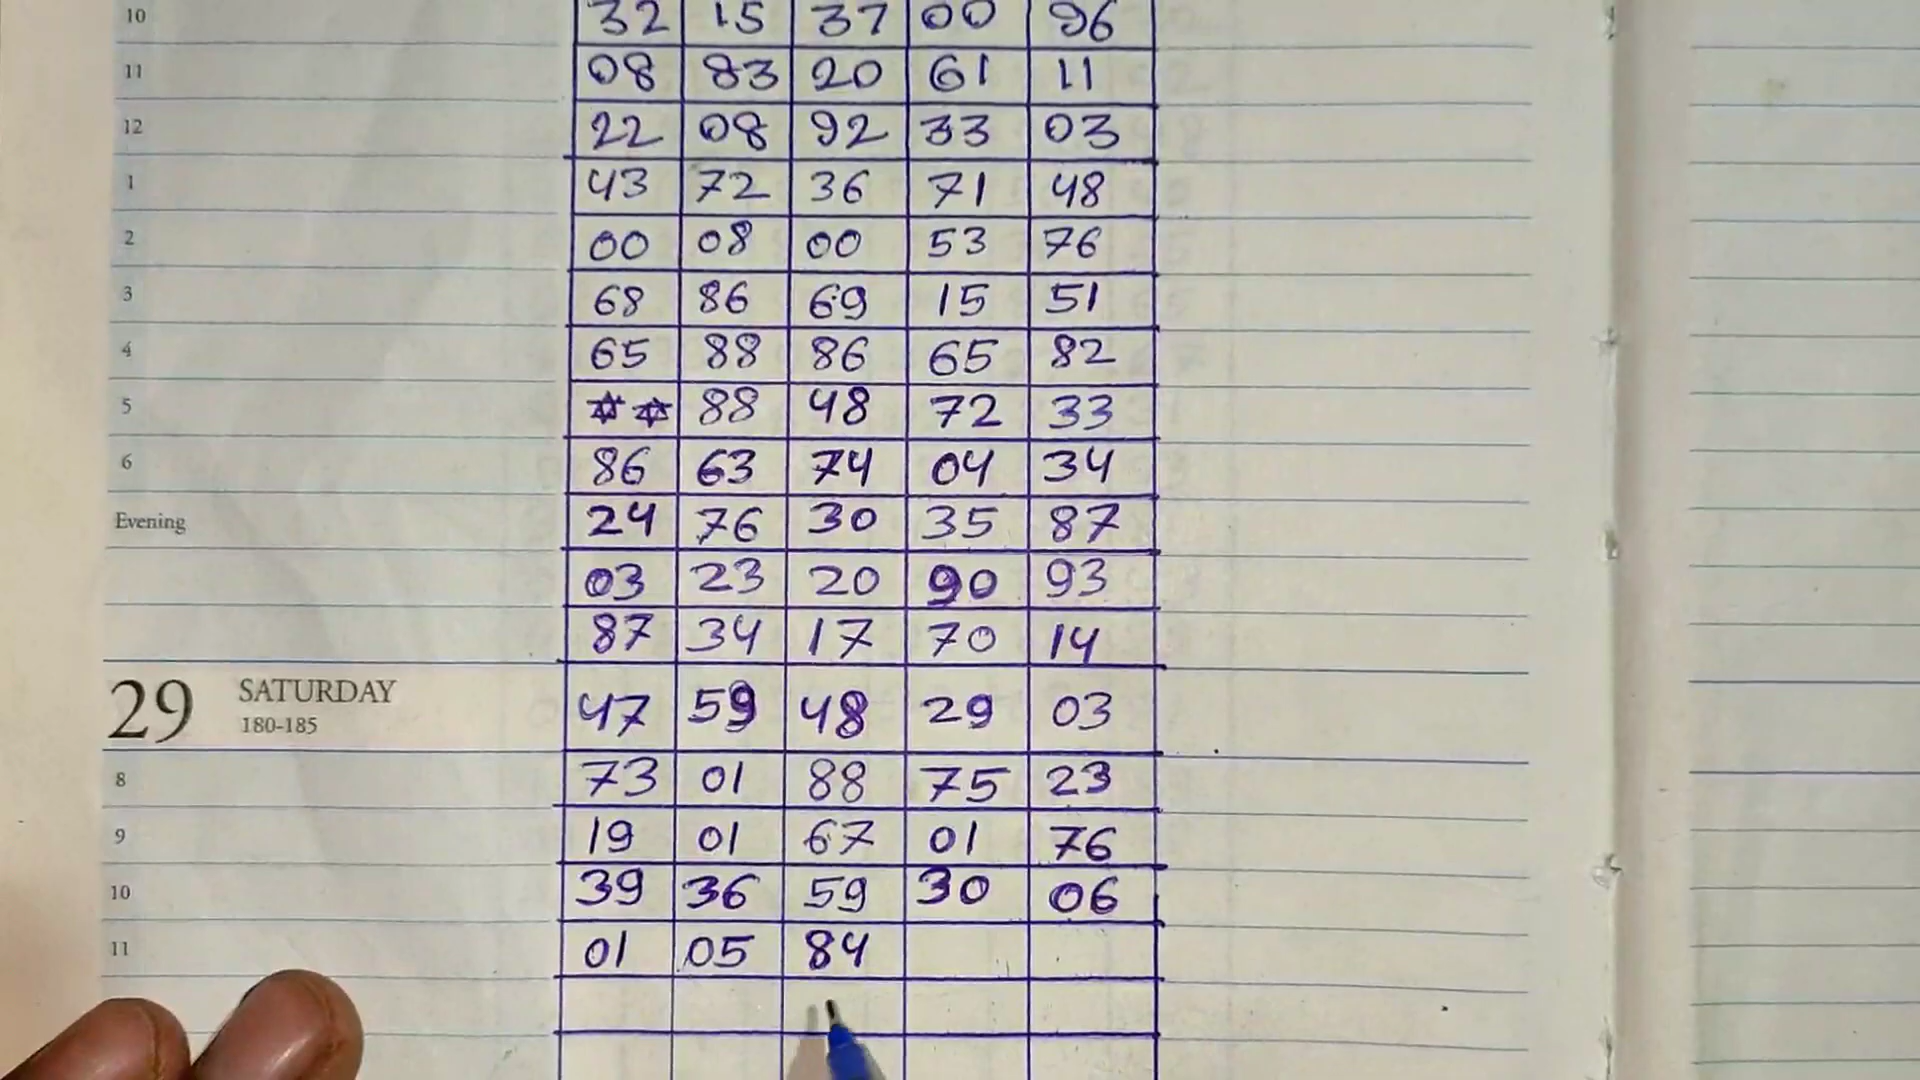 10 32 15 37 00 96
11 08 83 20 61 11
12 22 08 92 33 03
1 43 72 36 71 48
2 00 08 00 53 76
3 68 86 69 15 51
4 65 88 86 65 82
5 ** 88 48 72 33
6 86 63 74 04 34
Evening 24 76 30 35 87
03 23 20 90 93
87 34 17 70 14
29 SATURDAY 47 59 48 29 03
180-185
8 73 01 88 75 23
9 19 01 67 01 76
10 39 36 59 30 06
11 01 05 84